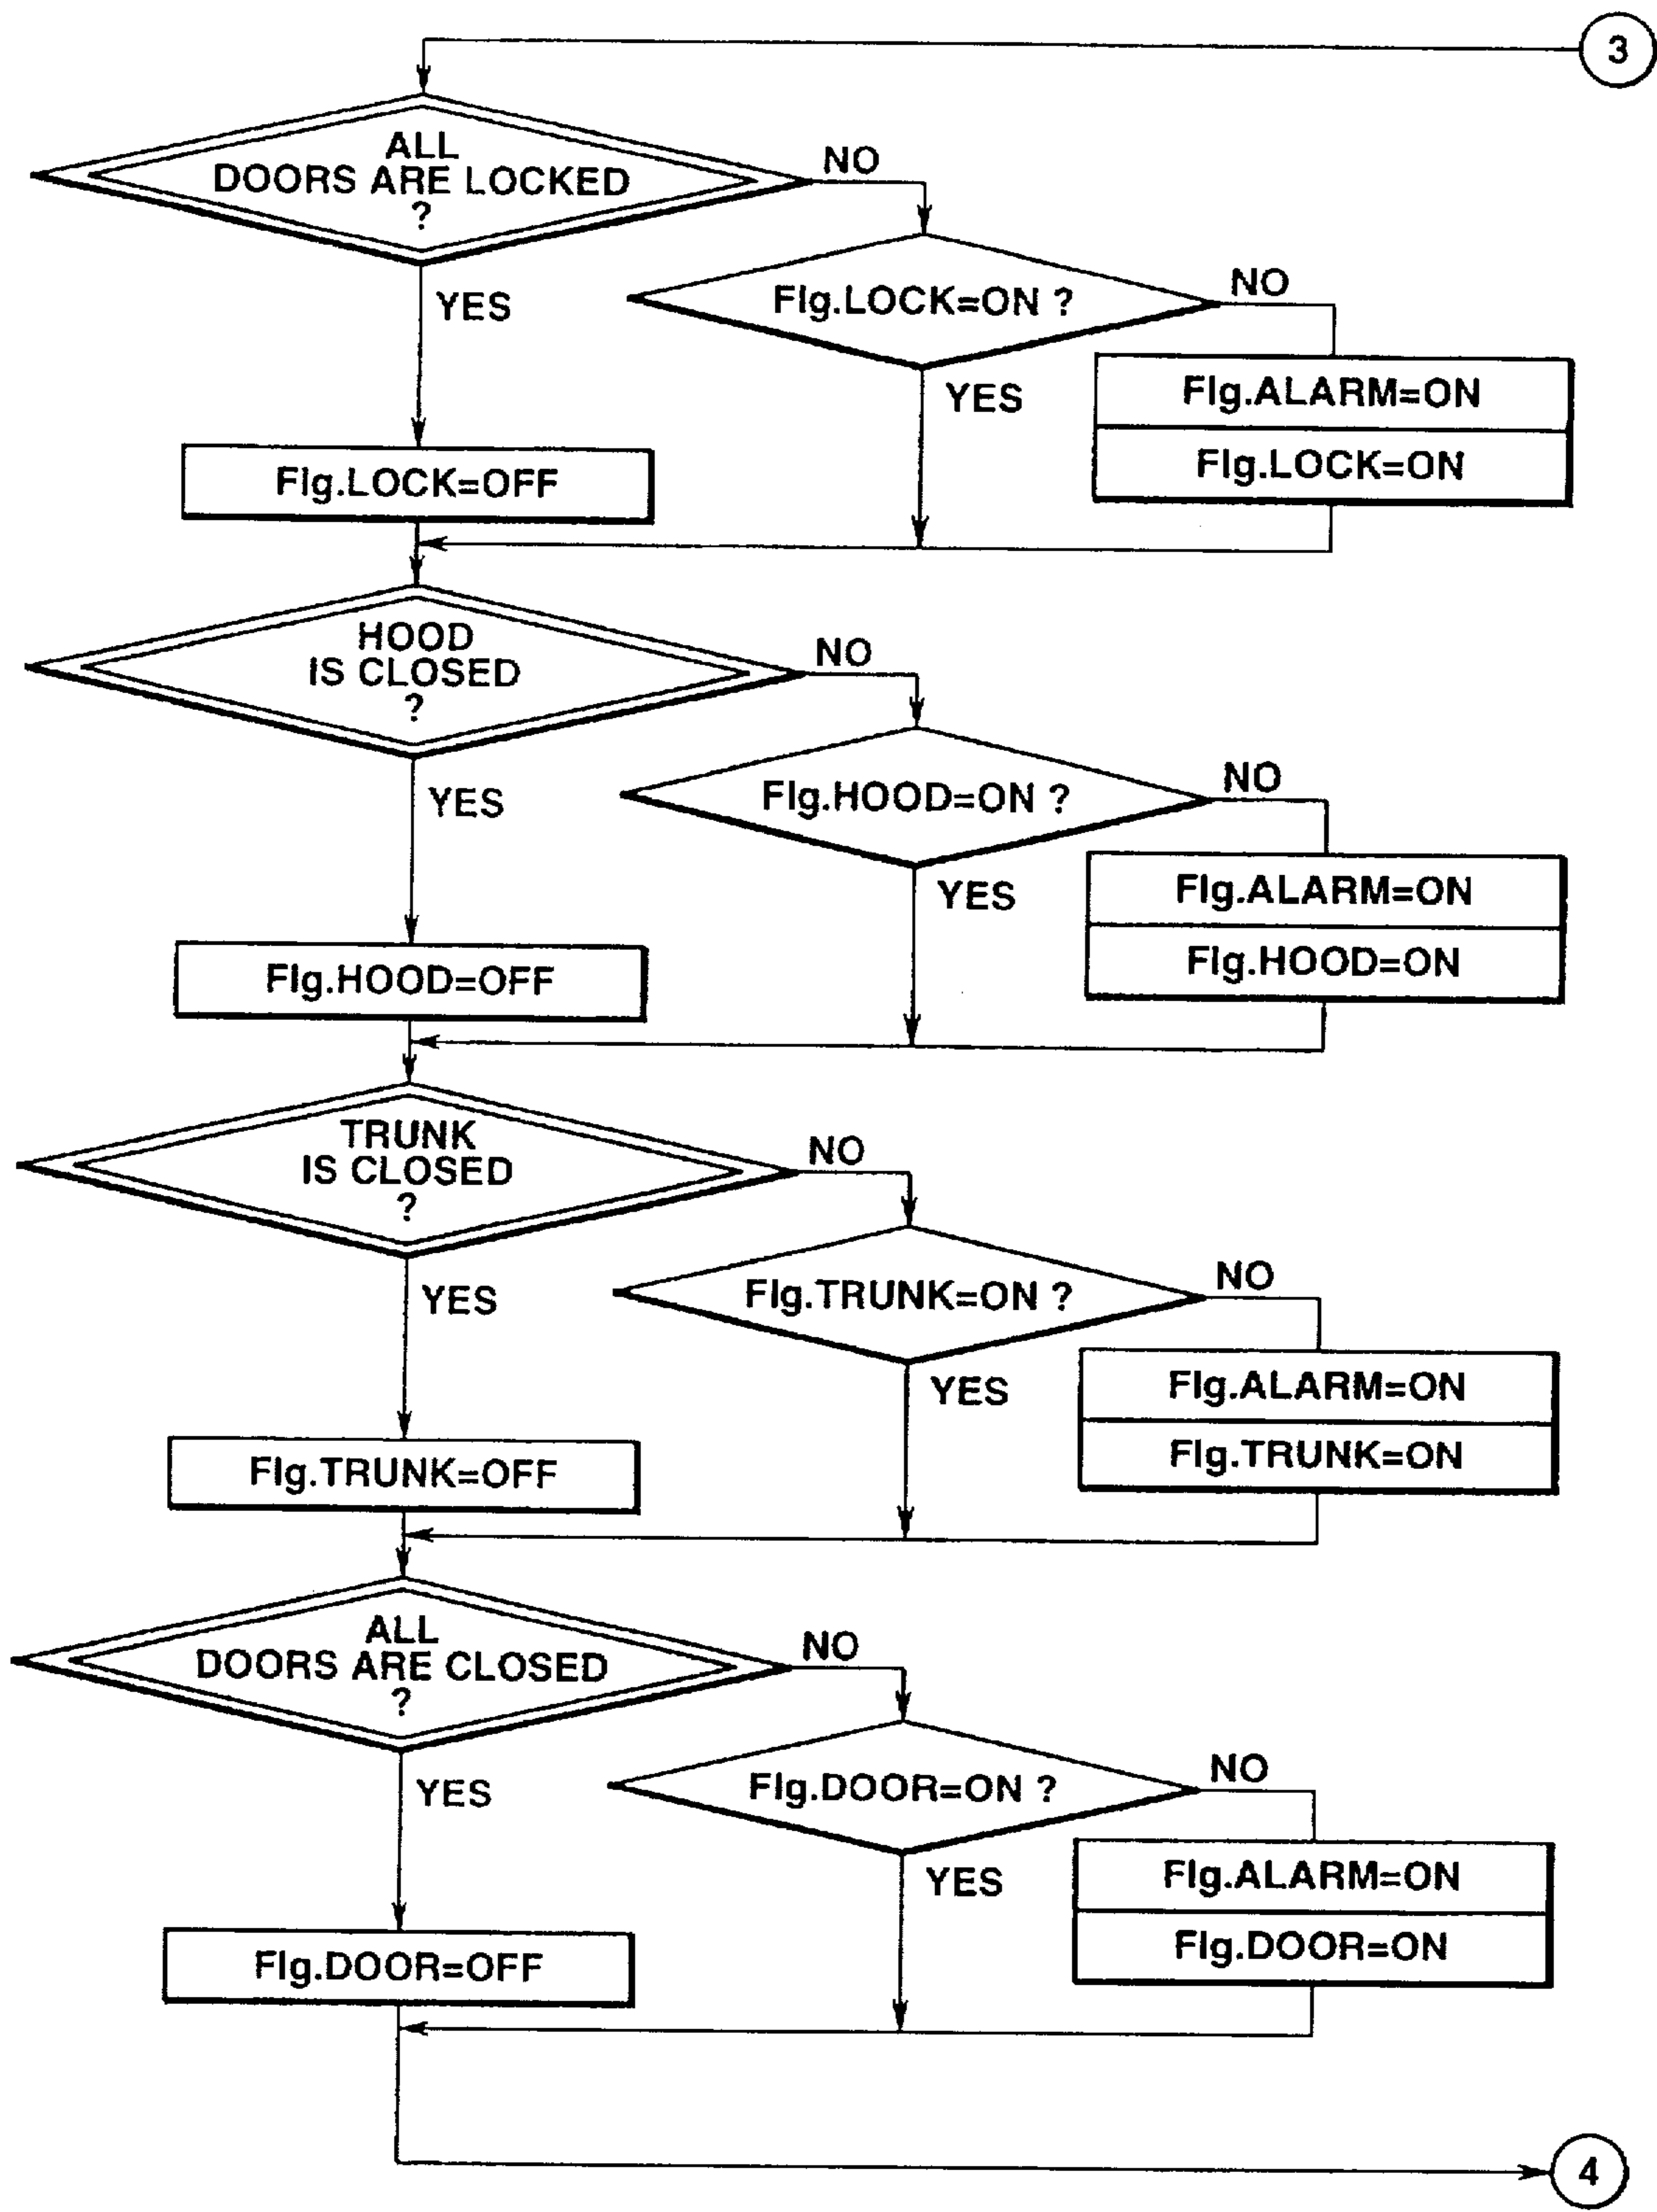 3
ALL
DOORS ARE LOCKED
?
NO
YES
Flg.LOCK=ON ?
NO
YES
Flg.ALARM=ON
Flg.LOCK=ON
Flg.LOCK=OFF
HOOD
IS CLOSED
?
NO
YES
Flg.HOOD=ON ?
NO
YES
Flg.ALARM=ON
Flg.HOOD=ON
Flg.HOOD=OFF
TRUNK
IS CLOSED
?
NO
YES
Flg.TRUNK=ON ?
NO
YES
Flg.ALARM=ON
Flg.TRUNK=ON
Flg.TRUNK=OFF
ALL
DOORS ARE CLOSED
?
NO
YES
Flg.DOOR=ON ?
NO
YES
Flg.ALARM=ON
Flg.DOOR=ON
Flg.DOOR=OFF
4